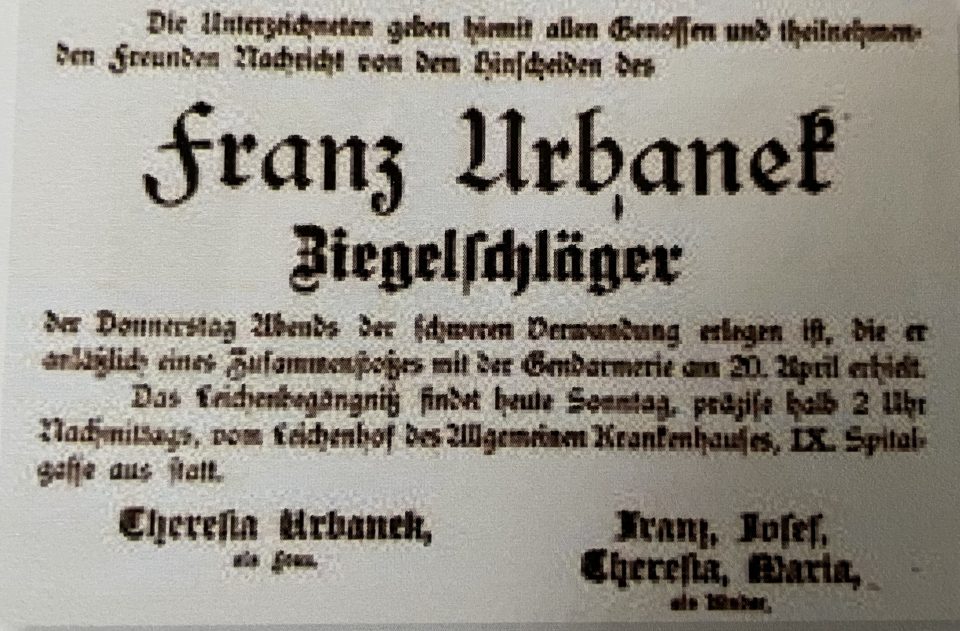 Die Unterzeichneten geben hiemit allen Genossen und theilnehmen-
den Freunden Nachricht von dem Hinscheiden des
Franz Urbanek
Ziegelschläger
der Donnerstag Abends der schweren Verwundung erlegen ist, die er
anläßlich eines Zusammenstoßes mit der Gendarmerie am 20. April erhielt.
Das Leichenbegängniß findet heute Sonntag, präzise halb 2 Uhr
Nachmittags, vom Leichenhof des Allgemeinen Krankenhauses, IX. Spital-
gasse aus statt.
Theresia Urbanek,
als Frau.
Franz, Josef,
Theresia, Maria,
als Kinder.